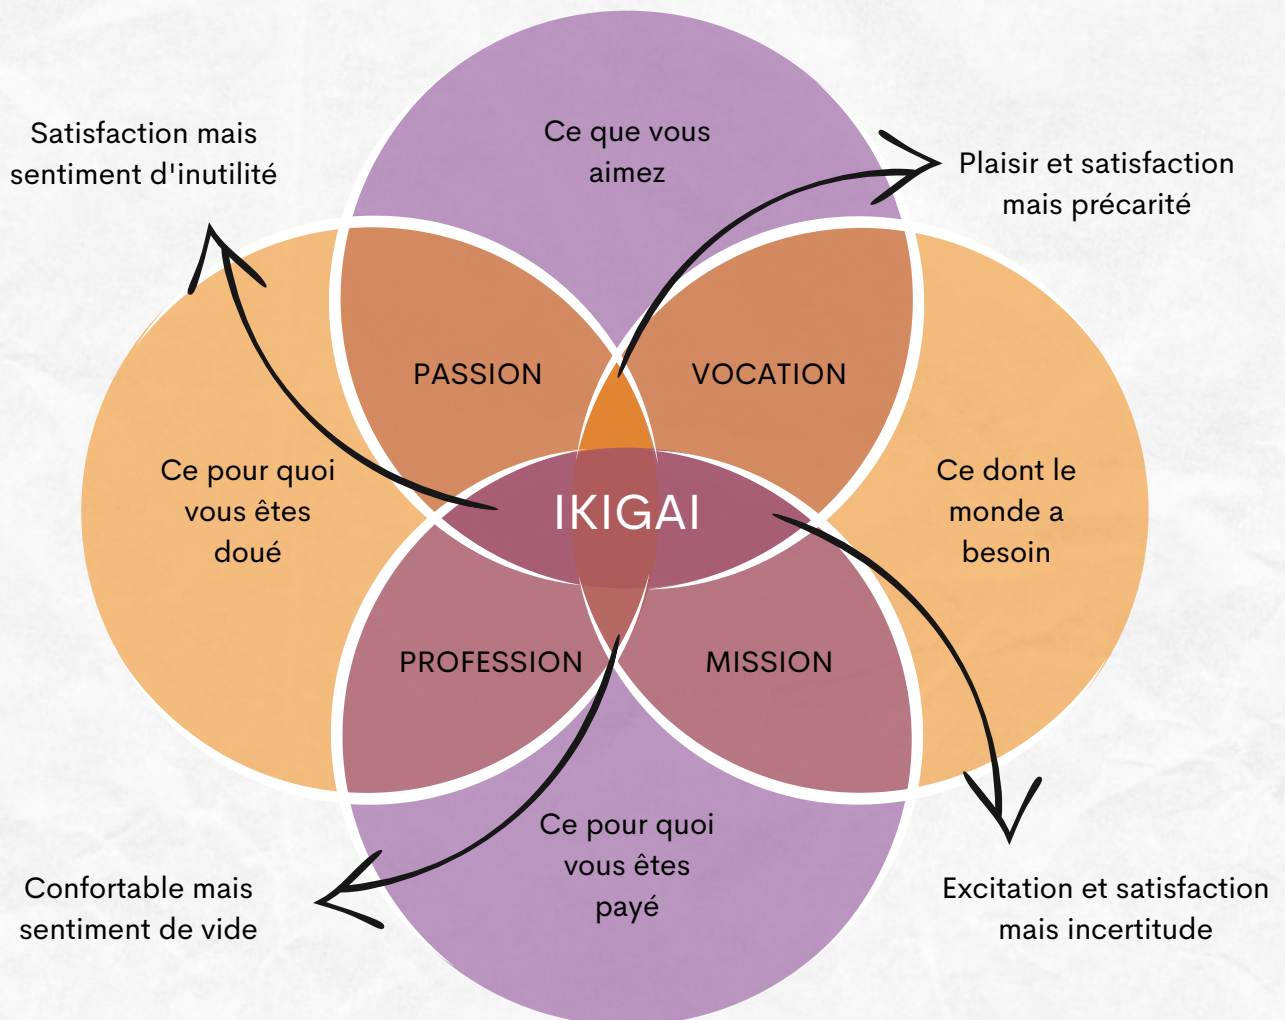 Ce que vous
aimez
Satisfaction mais
sentiment d'inutilité
Plaisir et satisfaction
mais précarité
PASSION
VOCATION
Ce pour quoi
vous êtes
doué
IKIGAI
Ce dont le
monde a
besoin
PROFESSION
MISSION
Ce pour quoi
vous êtes
payé
Confortable mais
sentiment de vide
Excitation et satisfaction
mais incertitude